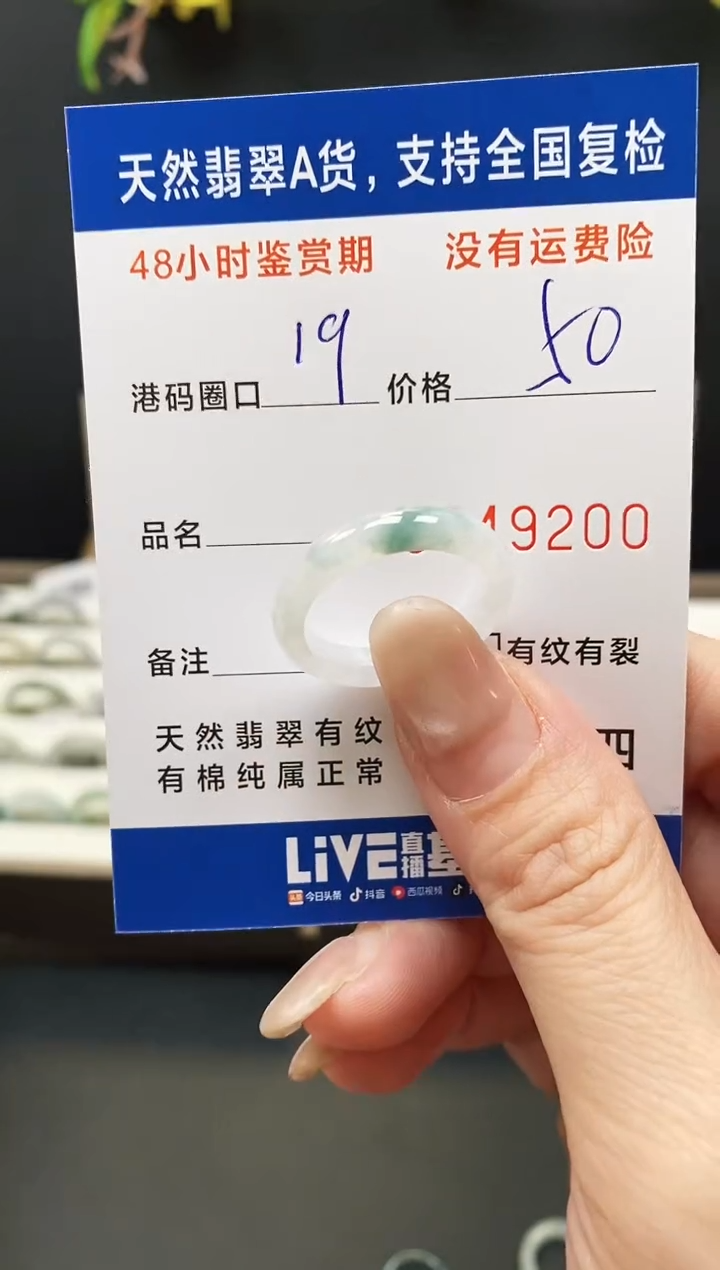 天然翡翠A货，支持全国复检
48小时鉴赏期 没有运费险
港码圈口 19 价格 50
品名 49200
备注 有纹有裂
天然翡翠有纹
有棉纯属正常 四
LiVE直播基
今日头条 抖音 西瓜视频